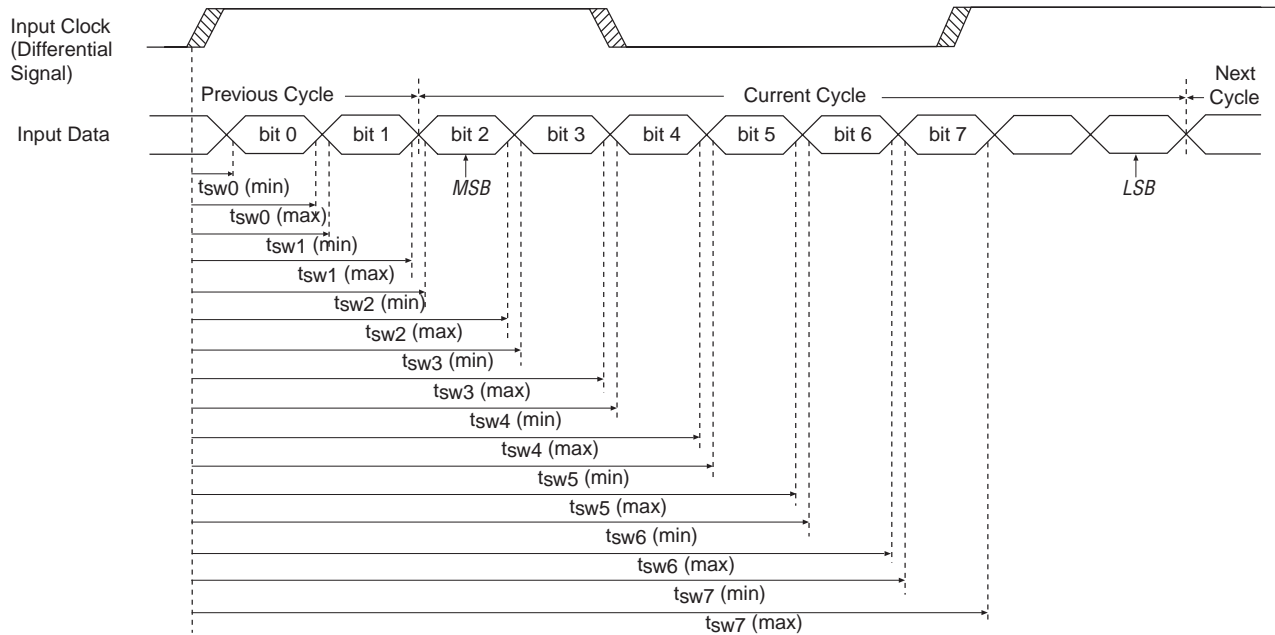 Input Clock
(Differential
Signal)
Previous Cycle
Current Cycle
Next
Cycle
Input Data
bit 0
bit 1
bit 2
bit 3
bit 4
bit 5
bit 6
bit 7
MSB
LSB
tsw0 (min)
tsw0 (max)
tsw1 (min)
tsw1 (max)
tsw2 (min)
tsw2 (max)
tsw3 (min)
tsw3 (max)
tsw4 (min)
tsw4 (max)
tsw5 (min)
tsw5 (max)
tsw6 (min)
tsw6 (max)
tsw7 (min)
tsw7 (max)